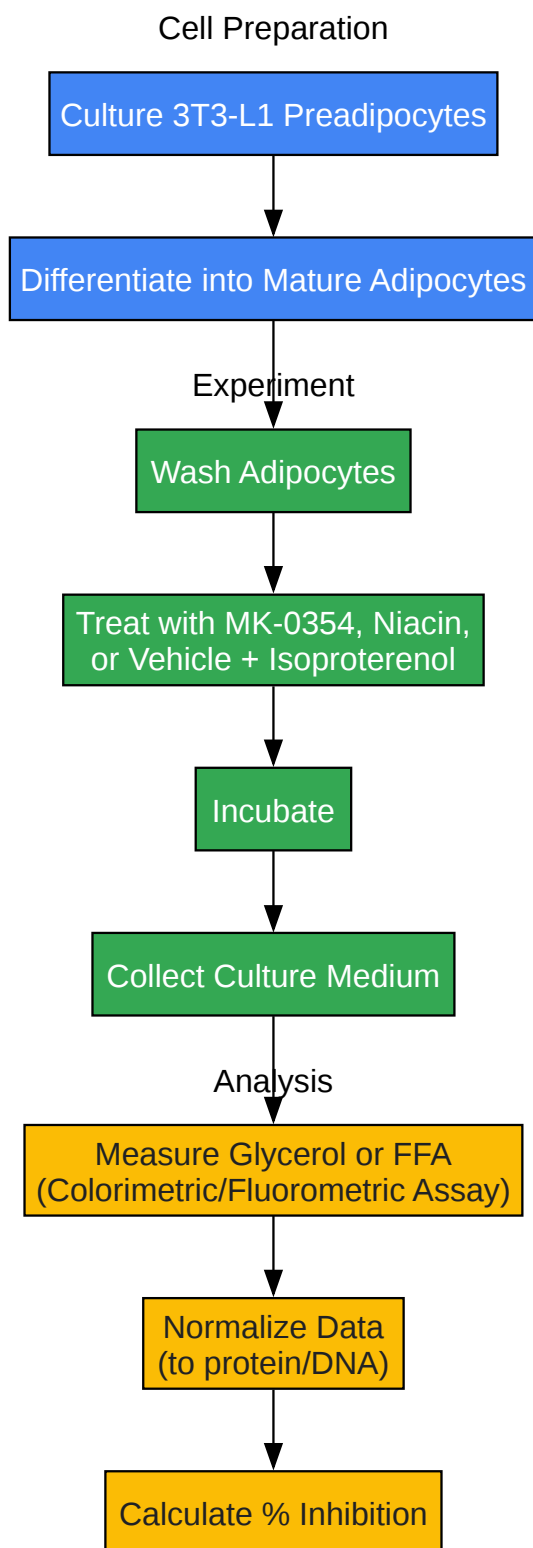 Cell Preparation
Culture 3T3-L1 Preadipocytes
Differentiate into Mature Adipocytes
Experiment
Wash Adipocytes
Treat with MK-0354, Niacin,
or Vehicle + Isoproterenol
Incubate
Collect Culture Medium
Analysis
Measure Glycerol or FFA
(Colorimetric/Fluorometric Assay)
Normalize Data
(to protein/DNA)
Calculate % Inhibition